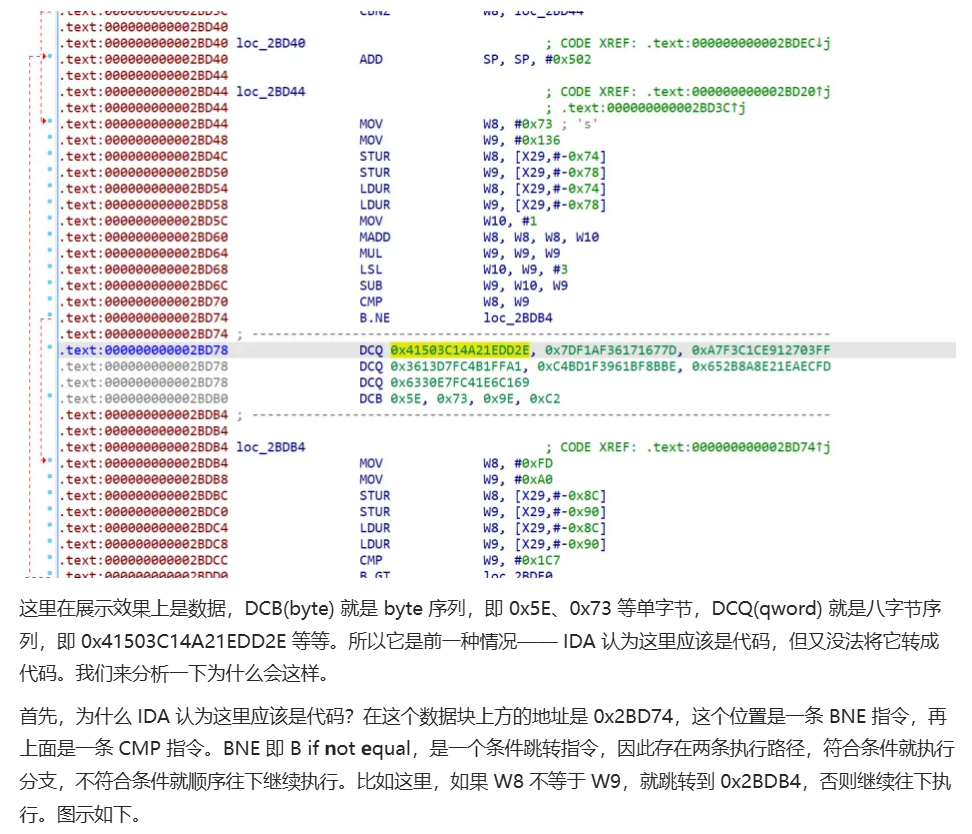 .text:000000000002BD3C CBNZ W8, loc_2BD44
.text:000000000002BD40
.text:000000000002BD40 loc_2BD40 ; CODE XREF: .text:000000000002BDEC↓j
.text:000000000002BD40 ADD SP, SP, #0x502
.text:000000000002BD44
.text:000000000002BD44 loc_2BD44 ; CODE XREF: .text:000000000002BD20↑j
.text:000000000002BD44 ; .text:000000000002BD3C↑j
.text:000000000002BD44 MOV W8, #0x73 ; 's'
.text:000000000002BD48 MOV W9, #0x136
.text:000000000002BD4C STUR W8, [X29,#-0x74]
.text:000000000002BD50 STUR W9, [X29,#-0x78]
.text:000000000002BD54 LDUR W8, [X29,#-0x74]
.text:000000000002BD58 LDUR W9, [X29,#-0x78]
.text:000000000002BD5C MOV W10, #1
.text:000000000002BD60 MADD W8, W8, W8, W10
.text:000000000002BD64 MUL W9, W9, W9
.text:000000000002BD68 LSL W10, W9, #3
.text:000000000002BD6C SUB W9, W10, W9
.text:000000000002BD70 CMP W8, W9
.text:000000000002BD74 B.NE loc_2BDB4
.text:000000000002BD74 ; ---------------------------------------------------------------------------
.text:000000000002BD78 DCQ 0x41503C14A21EDD2E, 0x7DF1AF36171677D, 0xA7F3C1CE912703FF
.text:000000000002BD78 DCQ 0x3613D7FC4B1FFA1, 0xC4BD1F3961BF8BBE, 0x652B8A8E21EAECFD
.text:000000000002BD78 DCQ 0x6330E7FC41E6C169
.text:000000000002BDB0 DCB 0x5E, 0x73, 0x9E, 0xC2
.text:000000000002BDB4 ; ---------------------------------------------------------------------------
.text:000000000002BDB4
.text:000000000002BDB4 loc_2BDB4 ; CODE XREF: .text:000000000002BD74↑j
.text:000000000002BDB4 MOV W8, #0xFD
.text:000000000002BDB8 MOV W9, #0xA0
.text:000000000002BDBC STUR W8, [X29,#-0x8C]
.text:000000000002BDC0 STUR W9, [X29,#-0x90]
.text:000000000002BDC4 LDUR W8, [X29,#-0x8C]
.text:000000000002BDC8 LDUR W9, [X29,#-0x90]
.text:000000000002BDCC CMP W9, #0x1C7
.text:000000000002BDD0 B.GT loc_2BDE0
这里在展示效果上是数据，DCB(byte) 就是 byte 序列，即 0x5E、0x73 等单字节，DCQ(qword) 就是八字节序
列，即 0x41503C14A21EDD2E 等等。所以它是前一种情况—— IDA 认为这里应该是代码，但又没法将它转成
代码。我们来分析一下为什么会这样。
首先，为什么 IDA 认为这里应该是代码？在这个数据块上方的地址是 0x2BD74，这个位置是一条 BNE 指令，再
上面是一条 CMP 指令。BNE 即 B if not equal，是一个条件跳转指令，因此存在两条执行路径，符合条件就执行
分支，不符合条件就顺序往下继续执行。比如这里，如果 W8 不等于 W9，就跳转到 0x2BDB4，否则继续往下执
行。图示如下。